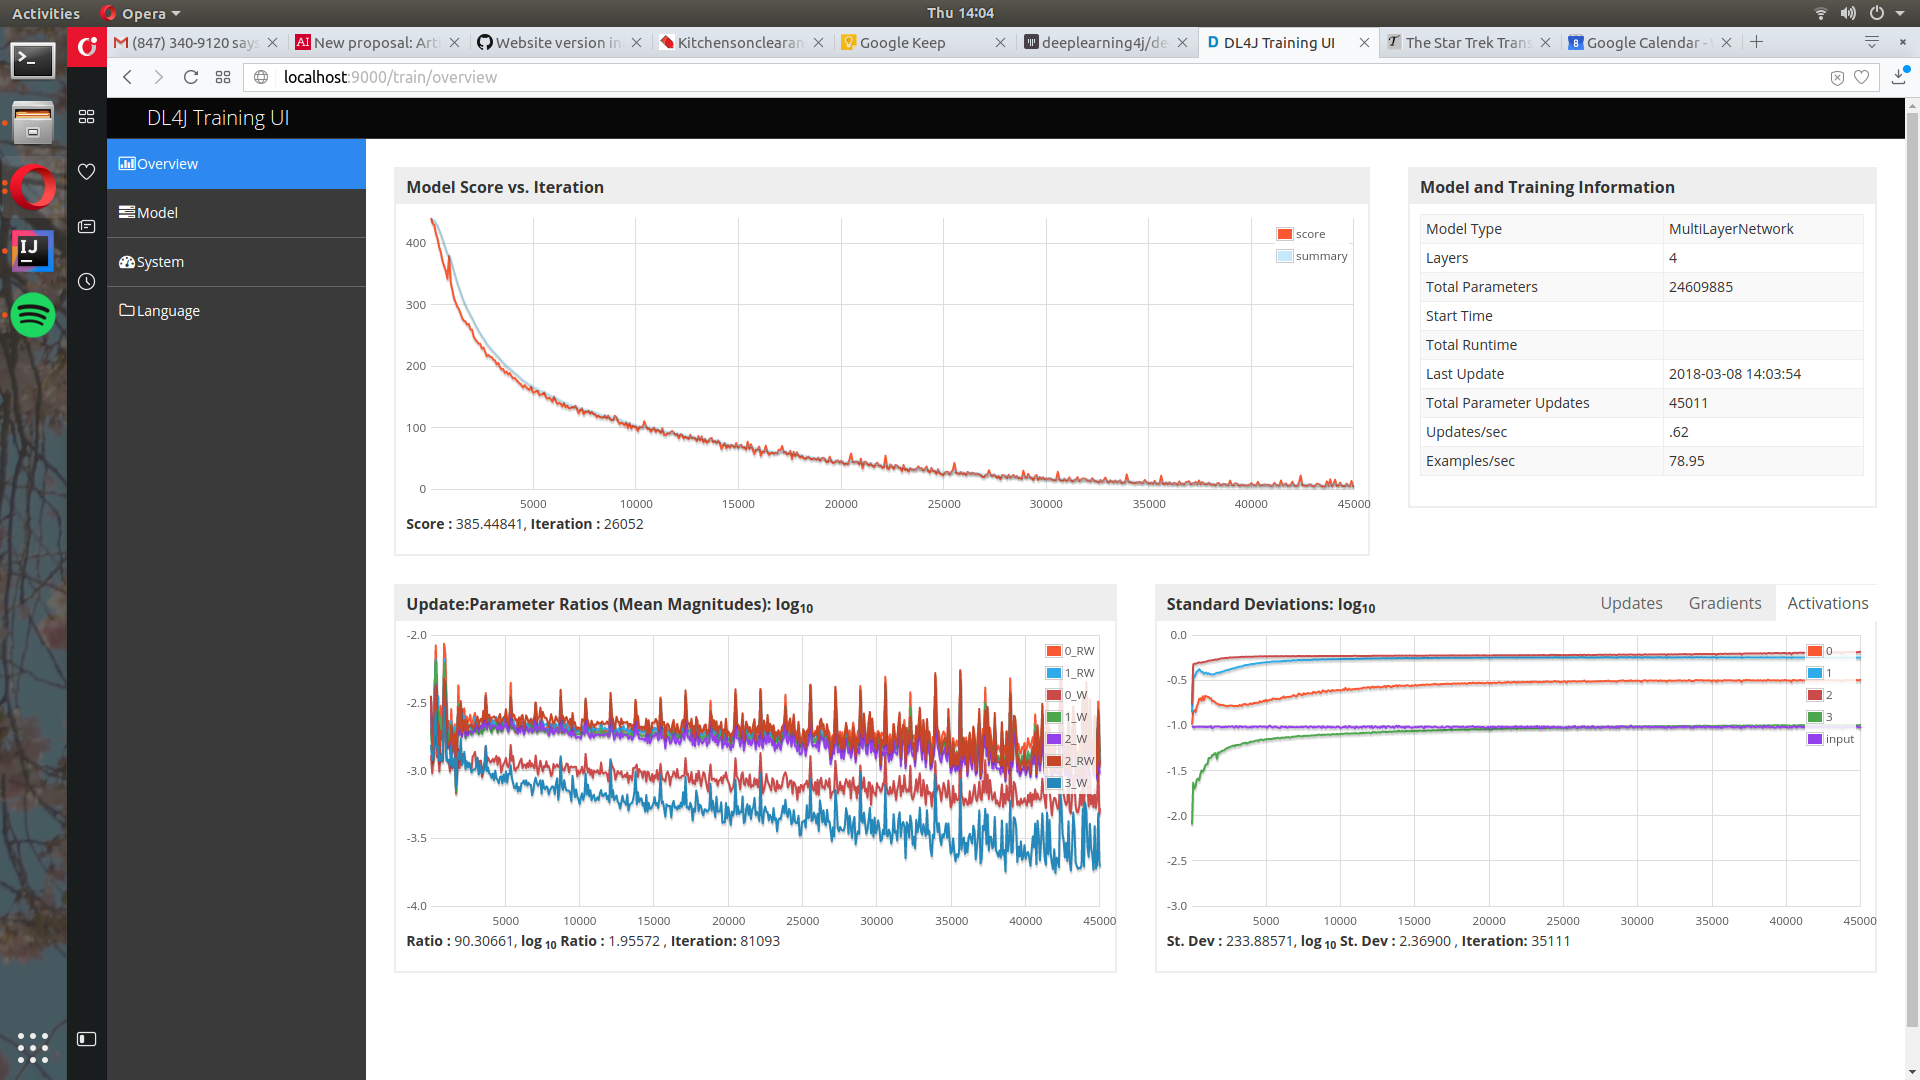 Activities
Opera
Thu 14:04
(847) 340-9120 says
New proposal: Arti
Website version in
Kitchensonclearan
Google Keep
deeplearning4j/de
DL4J Training UI
The Star Trek Trans
Google Calendar -
localhost:9000/train/overview
DL4J Training UI
Overview
Model
System
Language
Model Score vs. Iteration
400
300
200
100
0
5000 10000 15000 20000 25000 30000 35000 40000 45000
score
summary
Score : 385.44841, Iteration : 26052
Model and Training Information
Model Type MultiLayerNetwork
Layers 4
Total Parameters 24609885
Start Time
Total Runtime
Last Update 2018-03-08 14:03:54
Total Parameter Updates 45011
Updates/sec .62
Examples/sec 78.95
Update:Parameter Ratios (Mean Magnitudes): log10
-2.0
-2.5
-3.0
-3.5
-4.0
5000 10000 15000 20000 25000 30000 35000 40000 45000
0_RW
1_RW
0_W
1_W
2_W
2_RW
3_W
Ratio : 90.30661, log 10 Ratio : 1.95572 , Iteration: 81093
Standard Deviations: log10
Updates Gradients Activations
0.0
-0.5
-1.0
-1.5
-2.0
-2.5
-3.0
5000 10000 15000 20000 25000 30000 35000 40000 45000
0
1
2
3
input
St. Dev : 233.88571, log 10 St. Dev : 2.36900 , Iteration: 35111